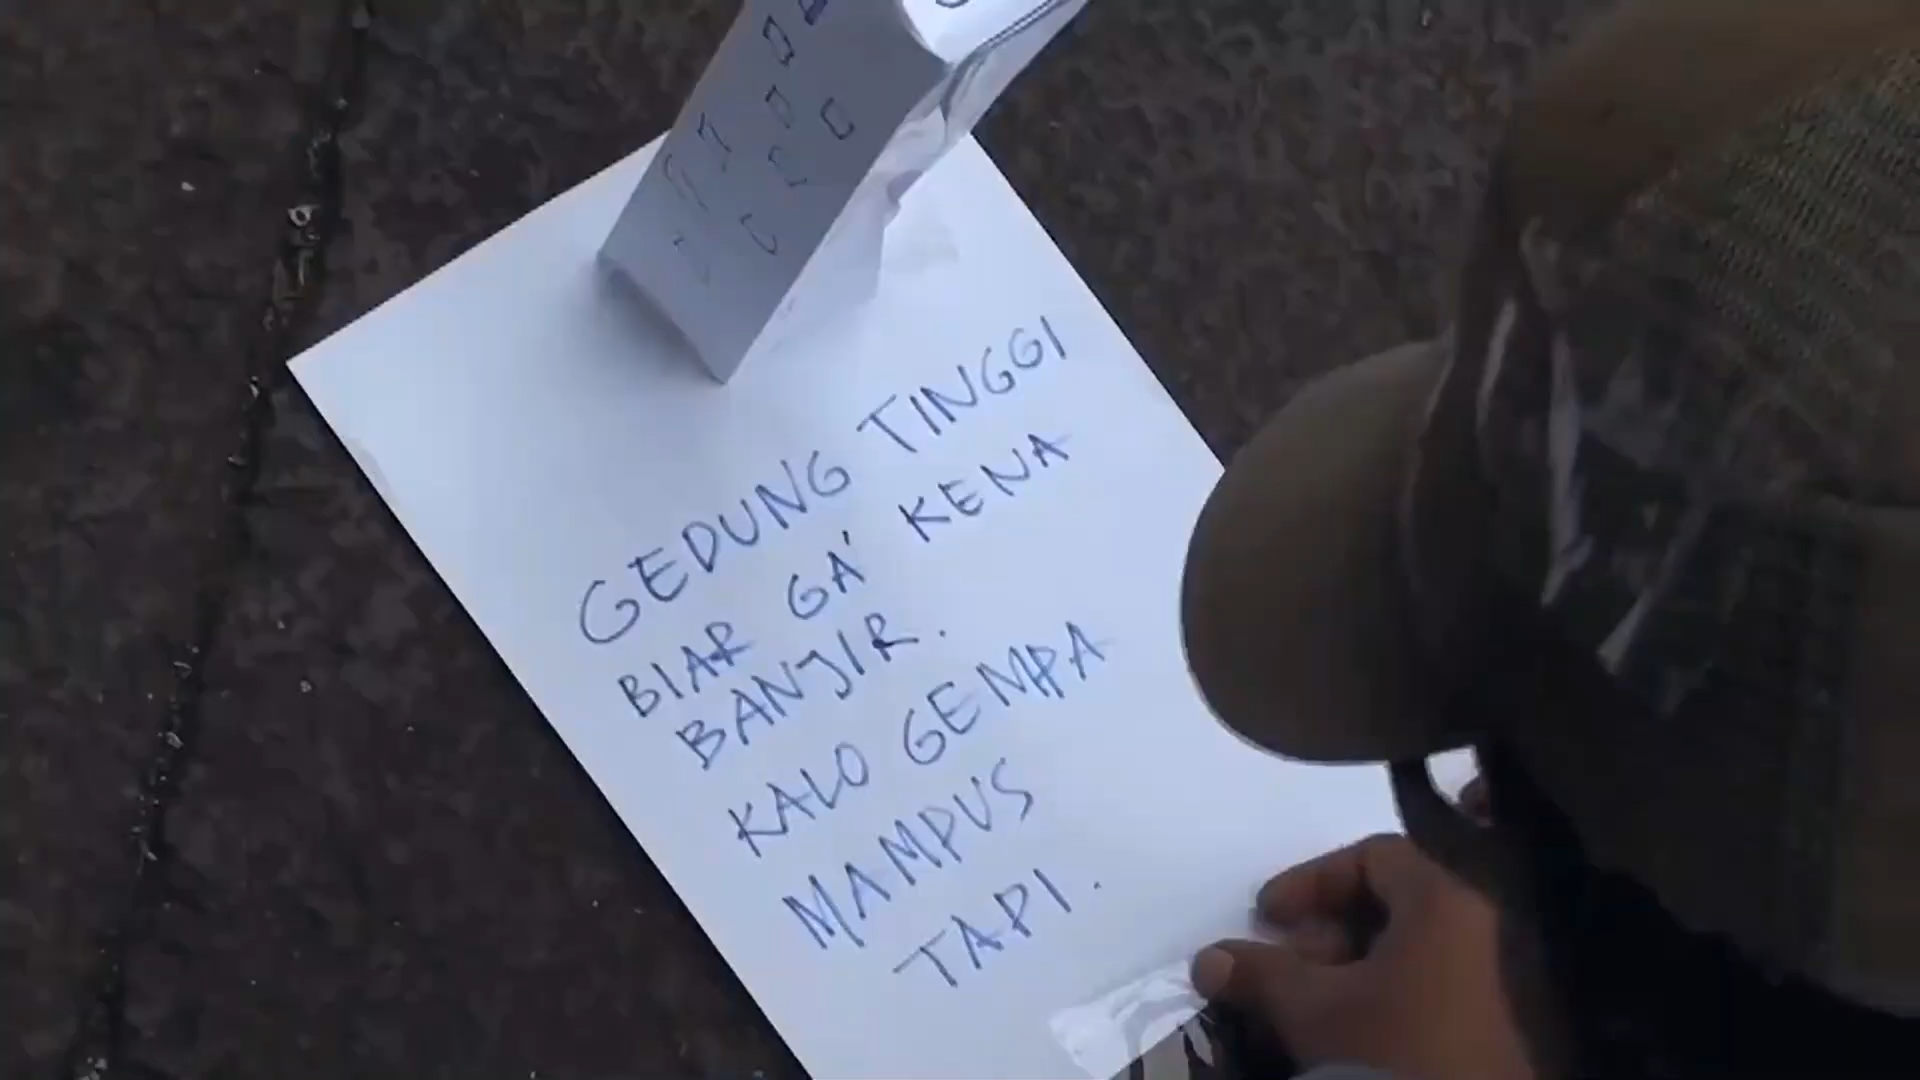 GEDUNG TINGGI
BIAR GA' KENA
BANJIR.
KALO GEMPA
MAMPUS
TAPI.